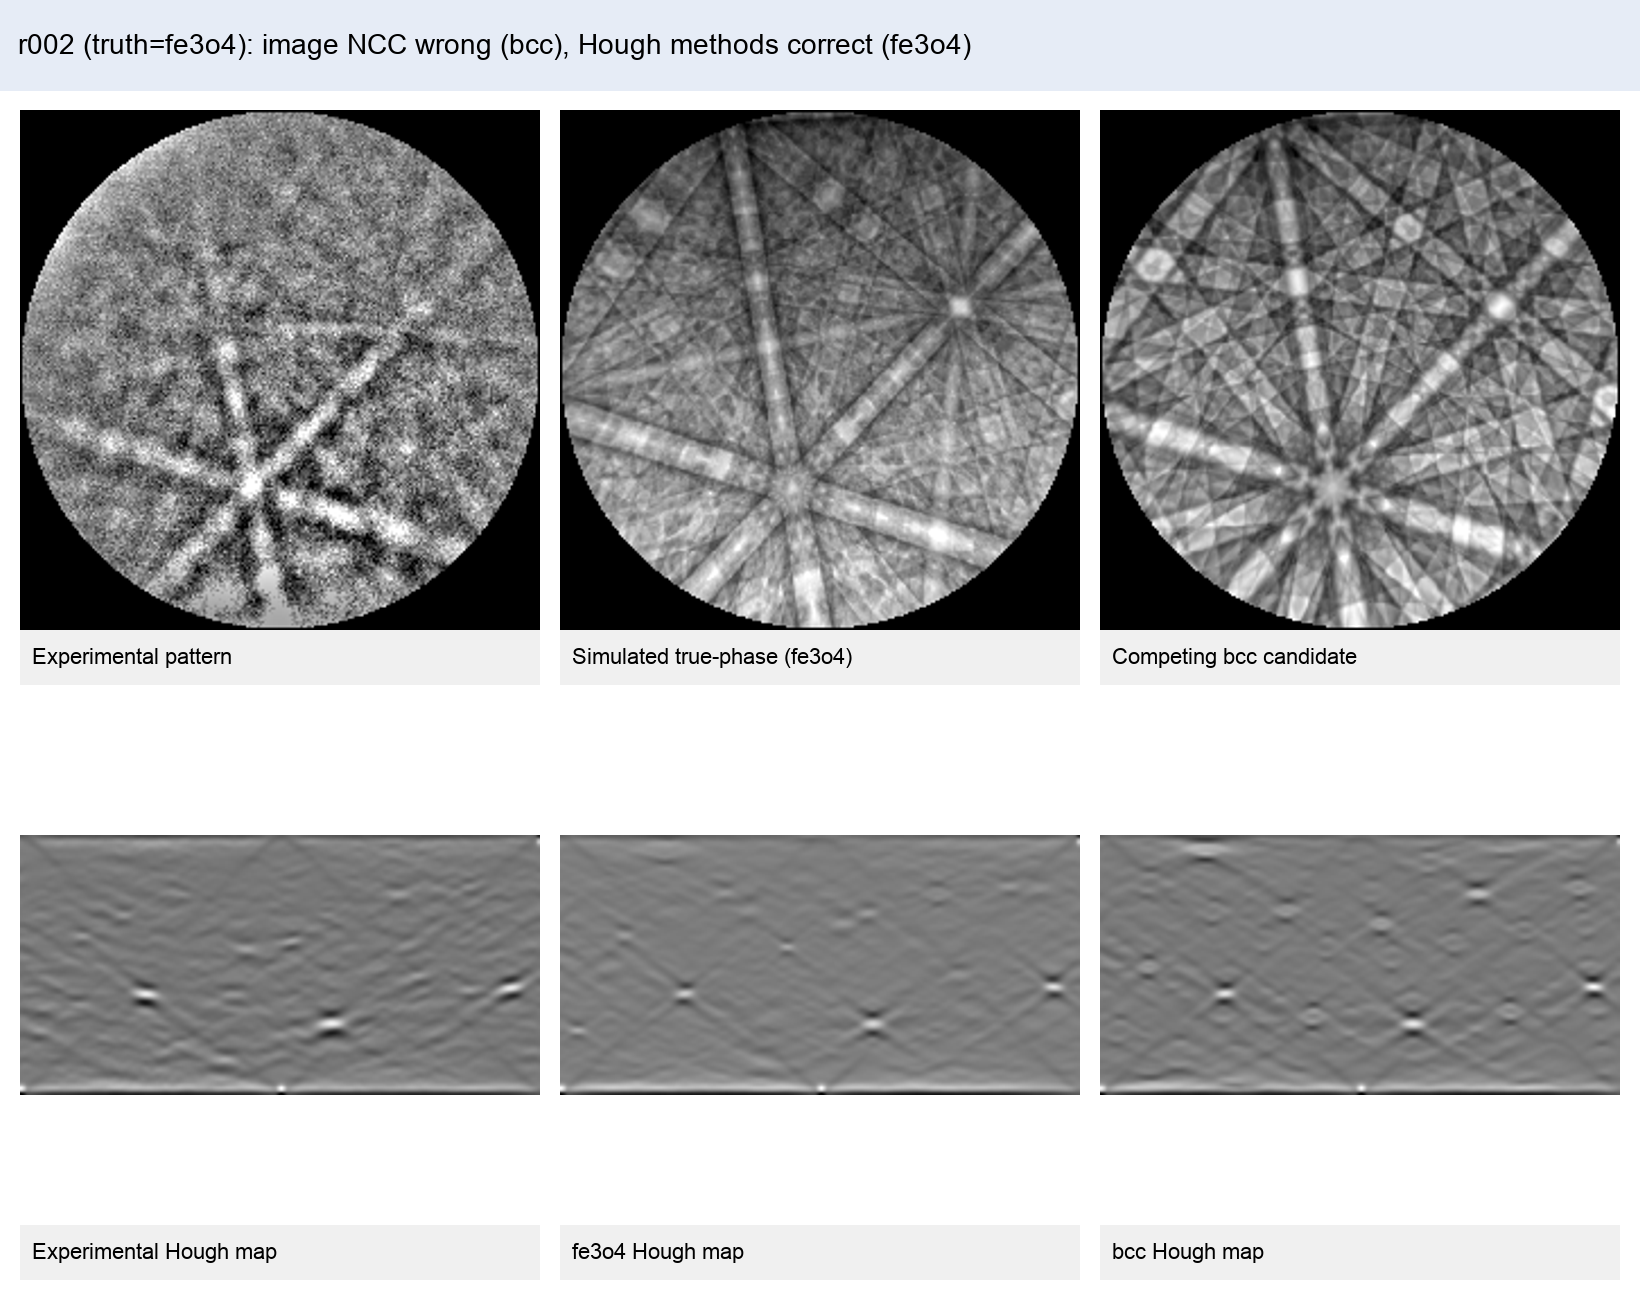 r002 (truth=fe3o4): image NCC wrong (bcc), Hough methods correct (fe3o4)
Experimental pattern
Simulated true-phase (fe3o4)
Competing bcc candidate
Experimental Hough map
fe3o4 Hough map
bcc Hough map